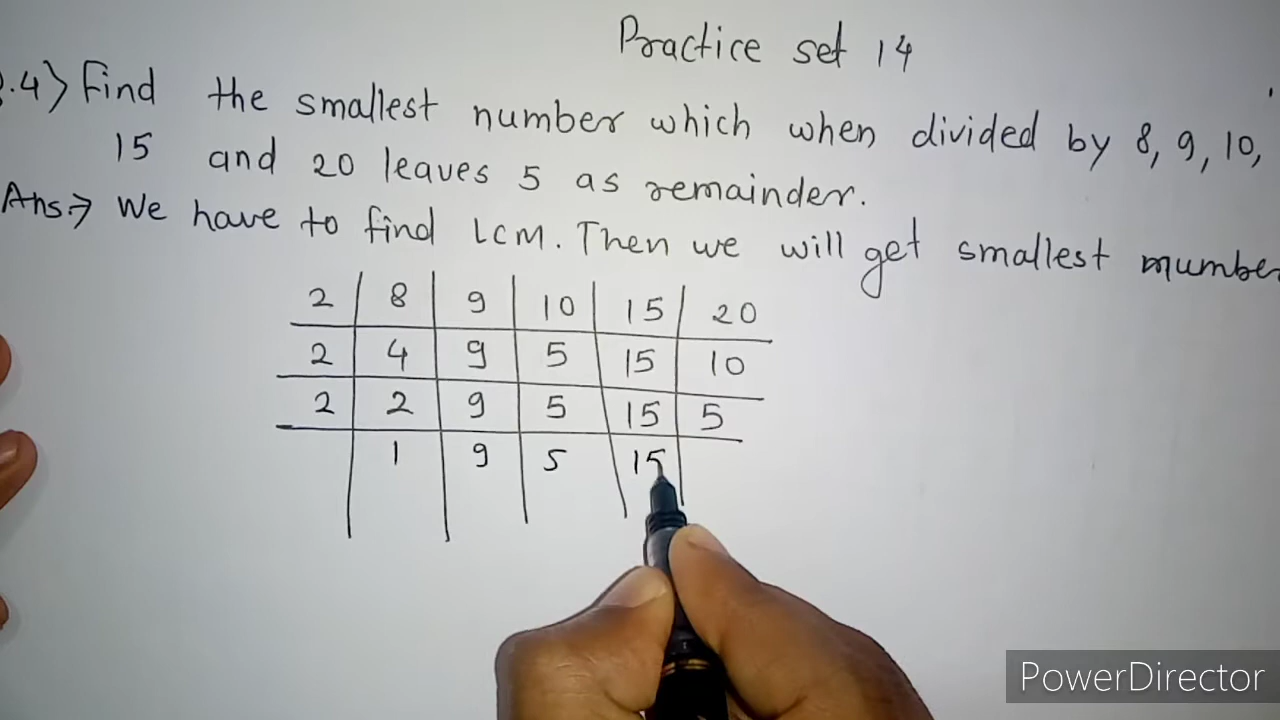 Practice set 14
.4) Find the smallest number which when divided by 8, 9, 10,
15 and 20 leaves 5 as remainder.
Ans.→ We have to find LCM. Then we will get smallest number
2 8 9 10 15 20
2 4 9 5 15 10
2 2 9 5 15 5
1 9 5 15
PowerDirector